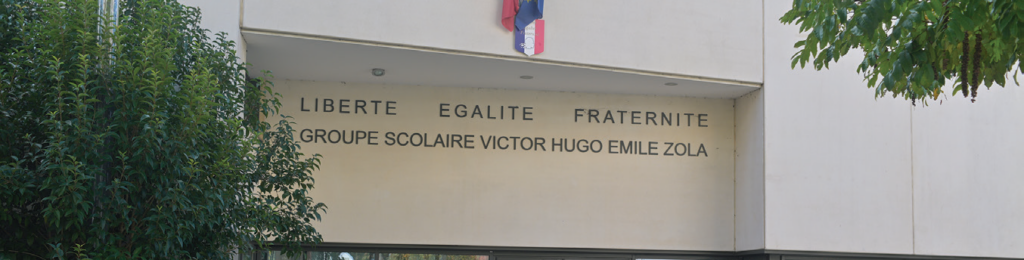 LIBERTE EGALITE FRATERNITE
GROUPE SCOLAIRE VICTOR HUGO EMILE ZOLA